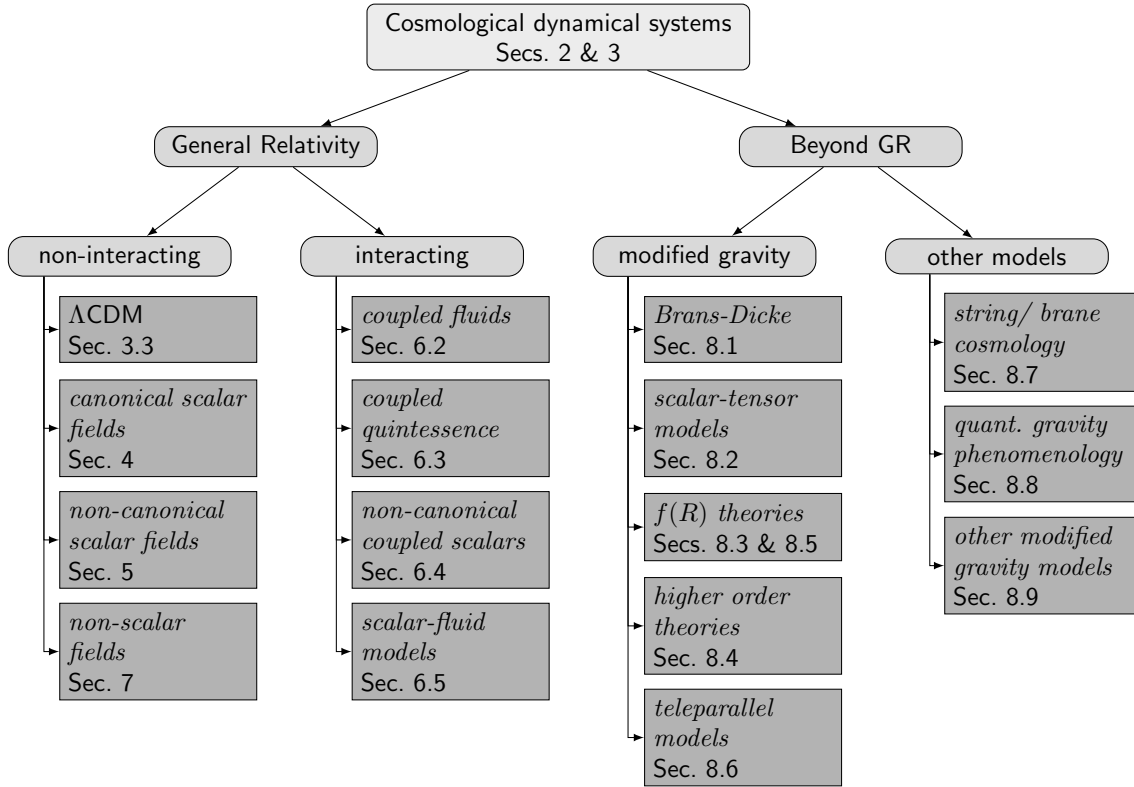 Cosmological dynamical systems
Secs. 2 & 3
General Relativity
Beyond GR
non-interacting
interacting
modified gravity
other models
ΛCDM
Sec. 3.3
canonical scalar
fields
Sec. 4
non-canonical
scalar fields
Sec. 5
non-scalar
fields
Sec. 7
coupled fluids
Sec. 6.2
coupled
quintessence
Sec. 6.3
non-canonical
coupled scalars
Sec. 6.4
scalar-fluid
models
Sec. 6.5
Brans-Dicke
Sec. 8.1
scalar-tensor
models
Sec. 8.2
f(R) theories
Secs. 8.3 & 8.5
higher order
theories
Sec. 8.4
teleparallel
models
Sec. 8.6
string/ brane
cosmology
Sec. 8.7
quant. gravity
phenomenology
Sec. 8.8
other modified
gravity models
Sec. 8.9